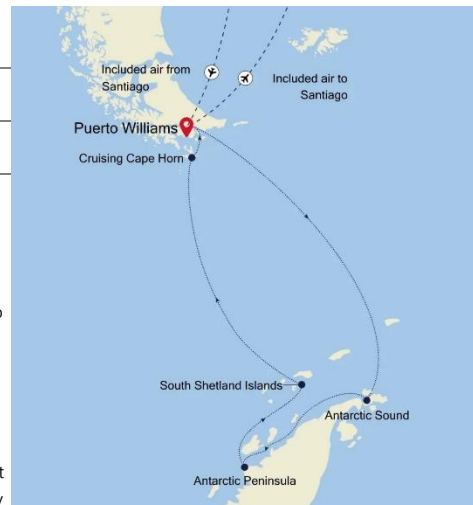 Included air from
Santiago
Included air to
Santiago
Puerto Williams
Cruising Cape Horn
South Shetland Islands
Antarctic Sound
Antarctic Peninsula